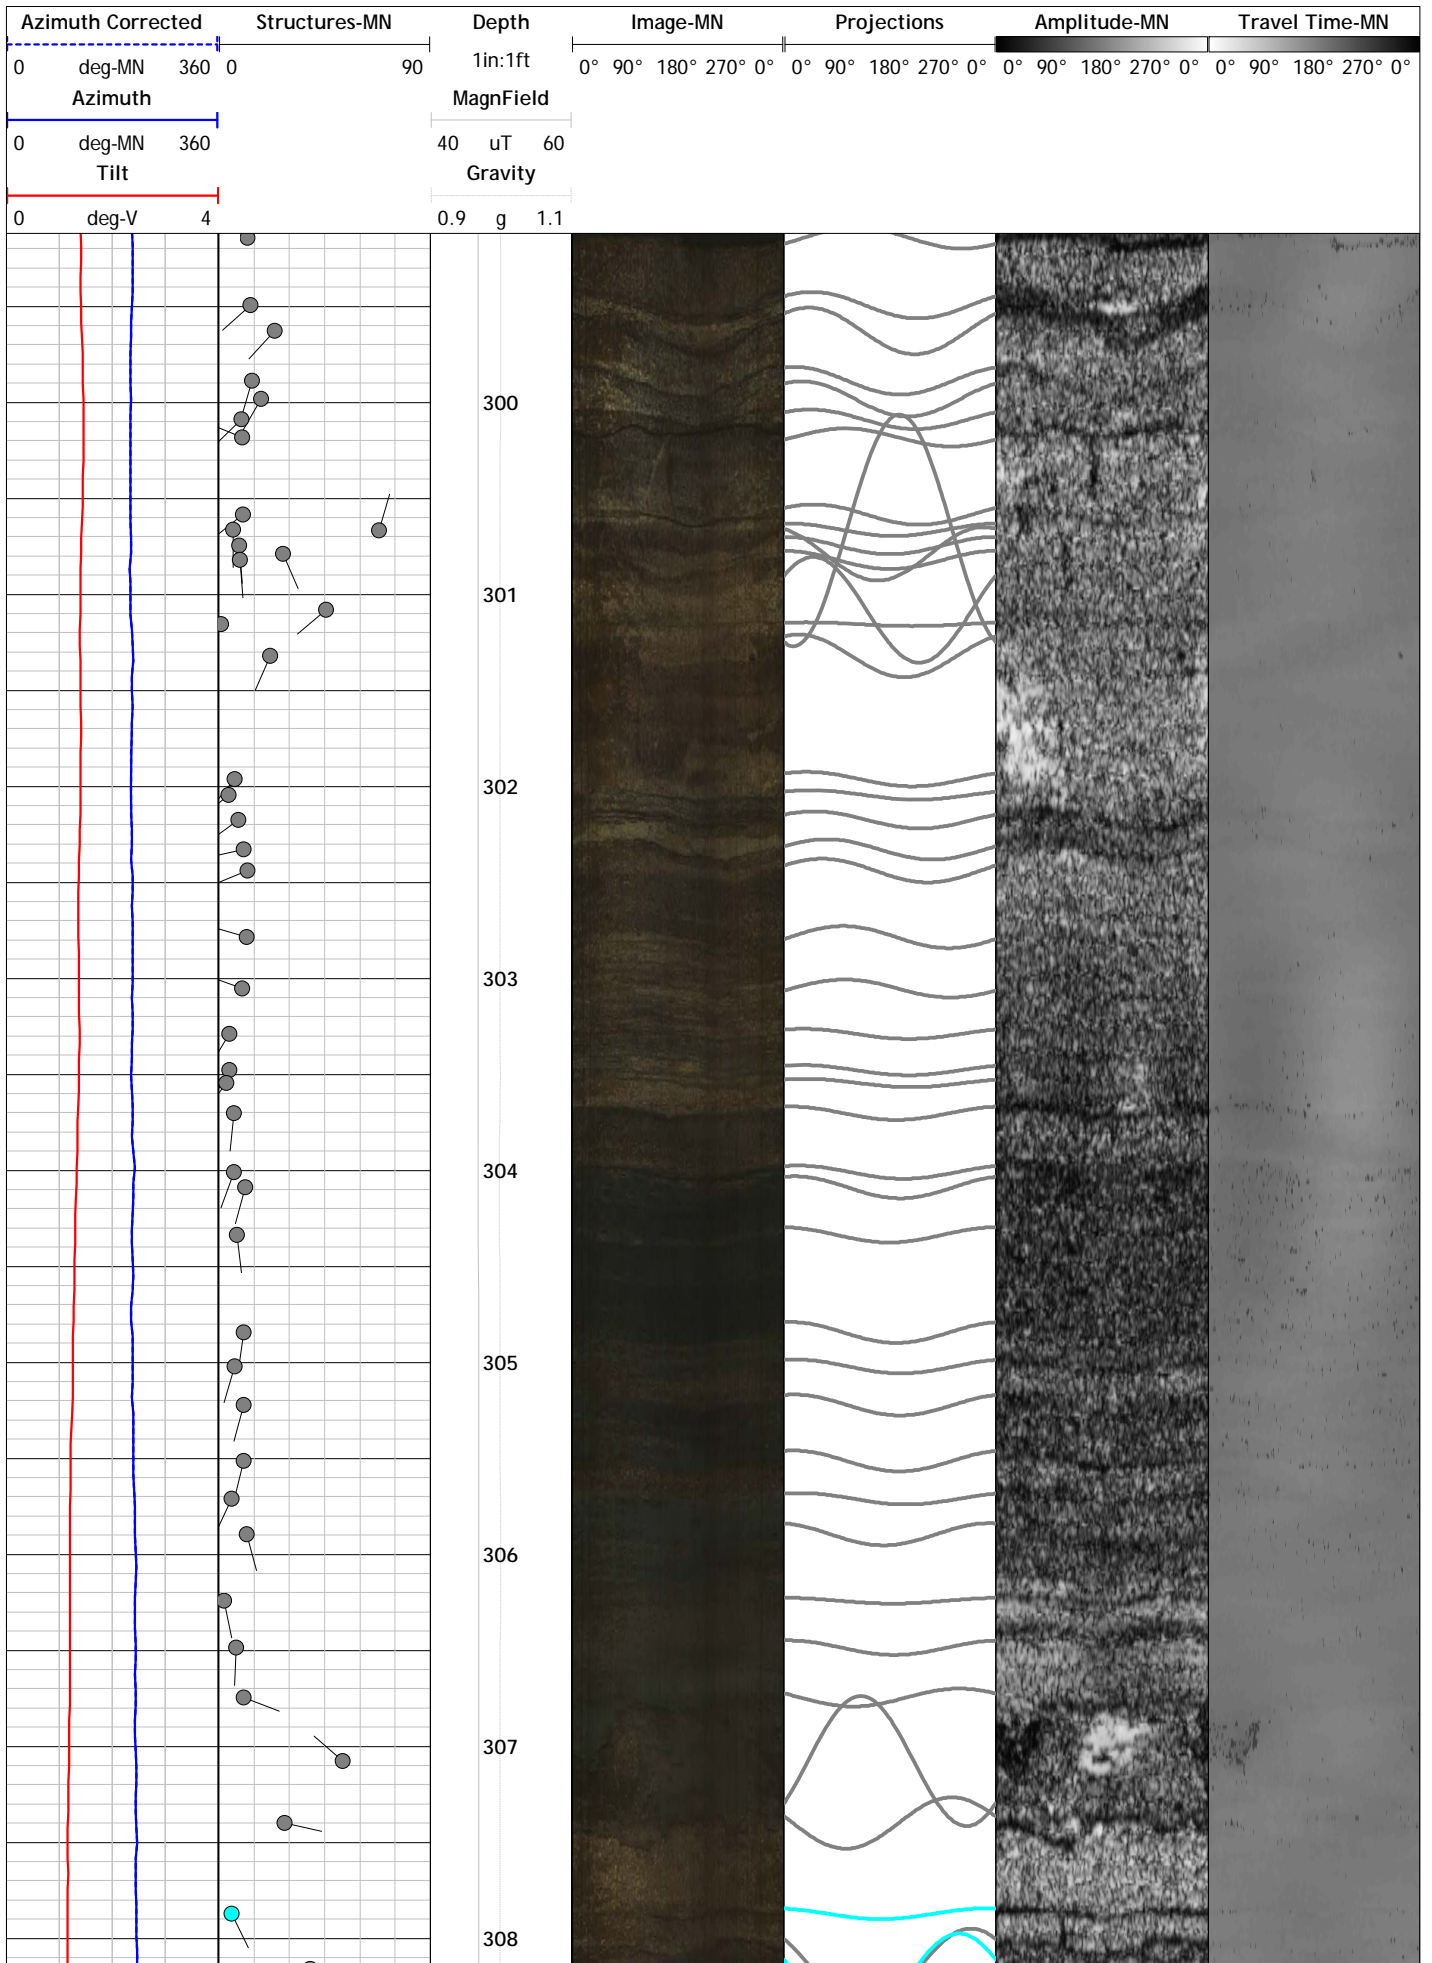 Azimuth Corrected Structures-MN Depth Image-MN Projections Amplitude-MN Travel Time-MN
0 deg-MN 360 0 90 1in:1ft 0° 90° 180° 270° 0° 0° 90° 180° 270° 0° 0° 90° 180° 270° 0° 0° 90° 180° 270° 0°
Azimuth MagnField
0 deg-MN 360 40 uT 60
Tilt Gravity
0 deg-V 4 0.9 g 1.1
300
301
302
303
304
305
306
307
308